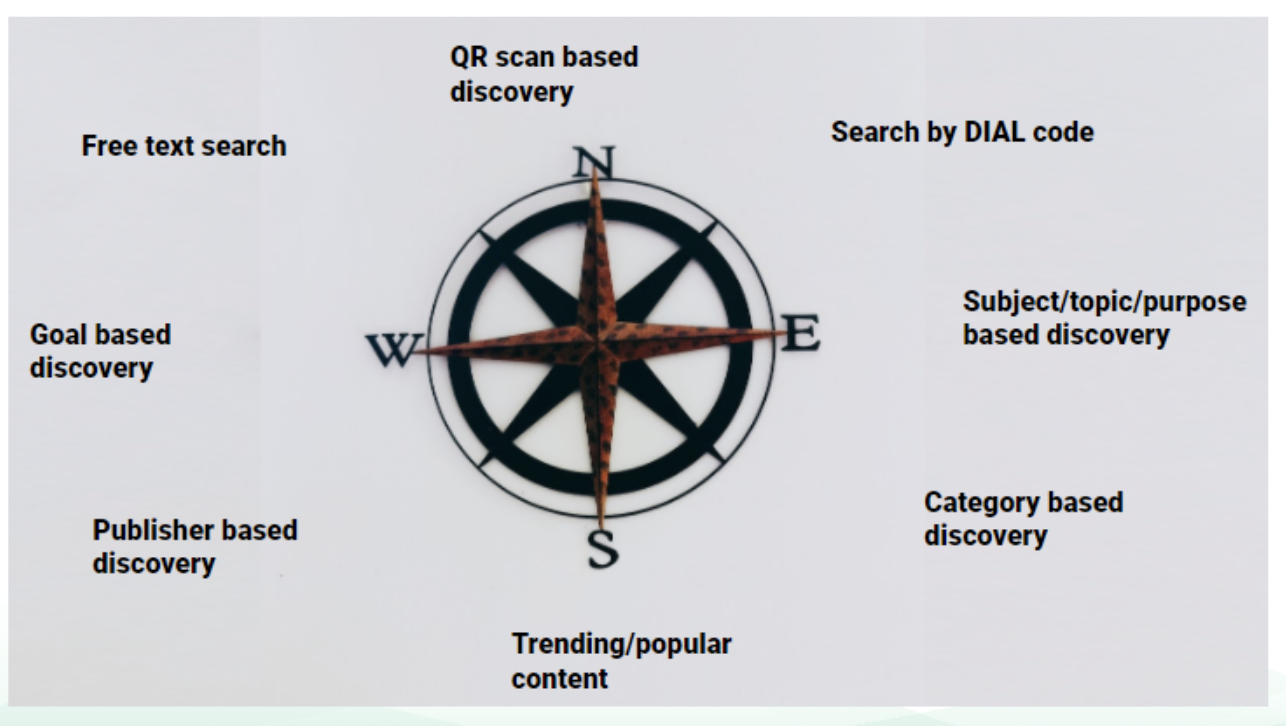 QR scan based
discovery
Free text search
Search by DIAL code
N
Subject/topic/purpose
based discovery
Goal based
discovery
W
E
Category based
discovery
Publisher based
discovery
S
Trending/popular
content